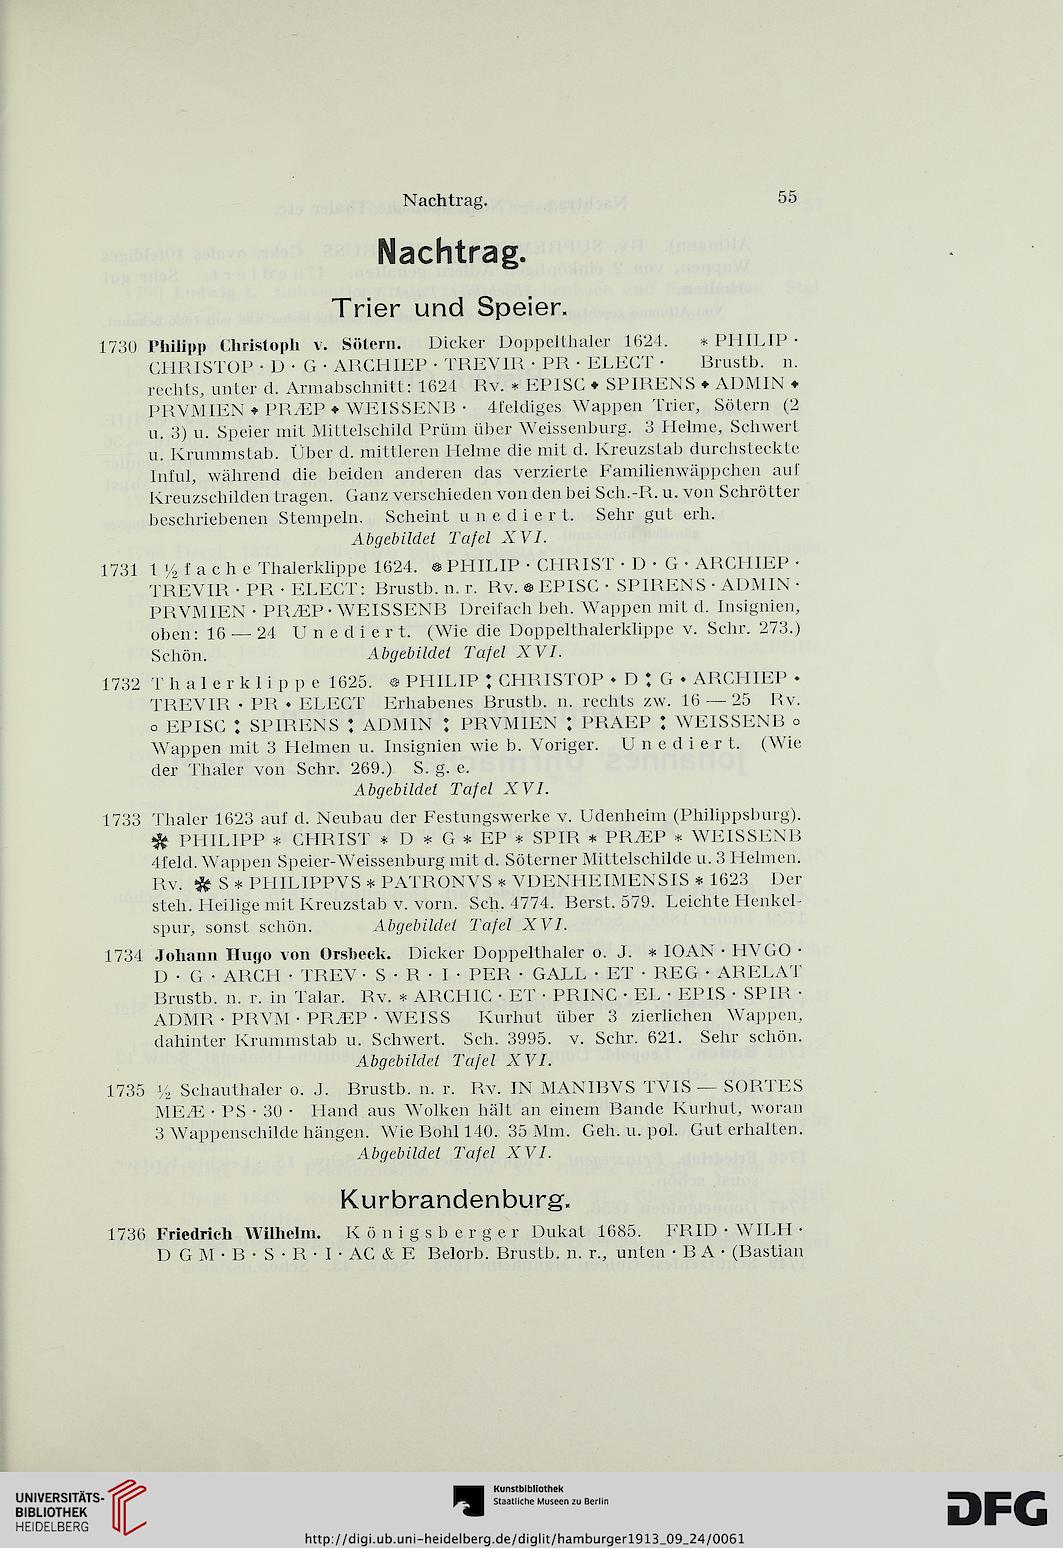 Nachtrag. 55
Nachtrag.
Trier und Speier.
1730 Philipp Christoph v. Sötern. Dicker Doppelthaler 1624. * PHILIP ·
CHRISTOP · D · G · ARCHIEP · TREVIR · PR · ELECT · Brustb. n.
rechts, unter d. Armabschnitt: 1624 Rv. * EPISC ♦ SPIRENS ♦ ADMIN ♦
PRVMIEN ♦ PRÆP ♦ WEISSENB · 4feldiges Wappen Trier, Sötern (2
u. 3) u. Speier mit Mittelschild Prüm über Weissenburg. 3 Helme, Schwert
u. Krummstab. Über d. mittleren Helme die mit d. Kreuzstab durchsteckte
Inful, während die beiden anderen das verzierte Familienwäppchen auf
Kreuzschilden tragen. Ganz verschieden von den bei Sch.-R. u. von Schrötter
beschriebenen Stempeln. Scheint unediert. Sehr gut erh.
Abgebildet Tafel XVI.
1731 1 ½ fache Thalerklippe 1624. ⊛ PHILIP · CHRIST · D · G · ARCHIEP ·
TREVIR · PR · ELECT: Brustb. n. r. Rv. ⊛ EPISC · SPIRENS · ADMIN ·
PRVMIEN · PRÆP · WEISSENB Dreifach beh. Wappen mit d. Insignien,
oben: 16 — 24 Unediert. (Wie die Doppelthalerklippe v. Schr. 273.)
Schön. Abgebildet Tafel XVI.
1732 Thalerklippe 1625. ⊛ PHILIP ⁑ CHRISTOP ♦ D ⁑ G ♦ ARCHIEP ♦
TREVIR · PR ♦ ELECT Erhabenes Brustb. n. rechts zw. 16 — 25 Rv.
o EPISC ⁑ SPIRENS ⁑ ADMIN ⁑ PRVMIEN ⁑ PRAEP ⁑ WEISSENB o
Wappen mit 3 Helmen u. Insignien wie b. Voriger. Unediert. (Wie
der Thaler von Schr. 269.) S. g. e.
Abgebildet Tafel XVI.
1733 Thaler 1623 auf d. Neubau der Festungswerke v. Udenheim (Philippsburg).
✽ PHILIPP * CHRIST * D * G * EP * SPIR * PRÆP * WEISSENB
4feld. Wappen Speier-Weissenburg mit d. Söterner Mittelschilde u. 3 Helmen.
Rv. ✽ S * PHILIPPVS * PATRONVS * VDENHEIMENSIS * 1623 Der
steh. Heilige mit Kreuzstab v. vorn. Sch. 4774. Berst. 579. Leichte Henkel-
spur, sonst schön. Abgebildet Tafel XVI.
1734 Johann Hugo von Orsbeck. Dicker Doppelthaler o. J. * IOAN · HVGO ·
D · G · ARCH · TREV · S · R · I · PER · GALL · ET · REG · ARELAT
Brustb. n. r. in Talar. Rv. * ARCHIC · ET · PRINC · EL · EPIS · SPIR ·
ADMR · PRVM · PRÆP · WEISS Kurhut über 3 zierlichen Wappen,
dahinter Krummstab u. Schwert. Sch. 3995. v. Schr. 621. Sehr schön.
Abgebildet Tafel XVI.
1735 ½ Schauthaler o. J. Brustb. n. r. Rv. IN MANIBVS TVIS — SORTES
MEÆ · PS · 30 · Hand aus Wolken hält an einem Bande Kurhut, woran
3 Wappenschilde hängen. Wie Bohl 140. 35 Mm. Geh. u. pol. Gut erhalten.
Abgebildet Tafel XVI.
Kurbrandenburg.
1736 Friedrich Wilhelm. Königsberger Dukat 1685. FRID · WILH ·
D G M · B · S · R · I · AC & E Belorb. Brustb. n. r., unten · B A · (Bastian
UNIVERSITÄTS-
BIBLIOTHEK
HEIDELBERG
Kunstbibliothek
Staatliche Museen zu Berlin
DFG
http://digi.ub.uni-heidelberg.de/diglit/hamburger1913_09_24/0061